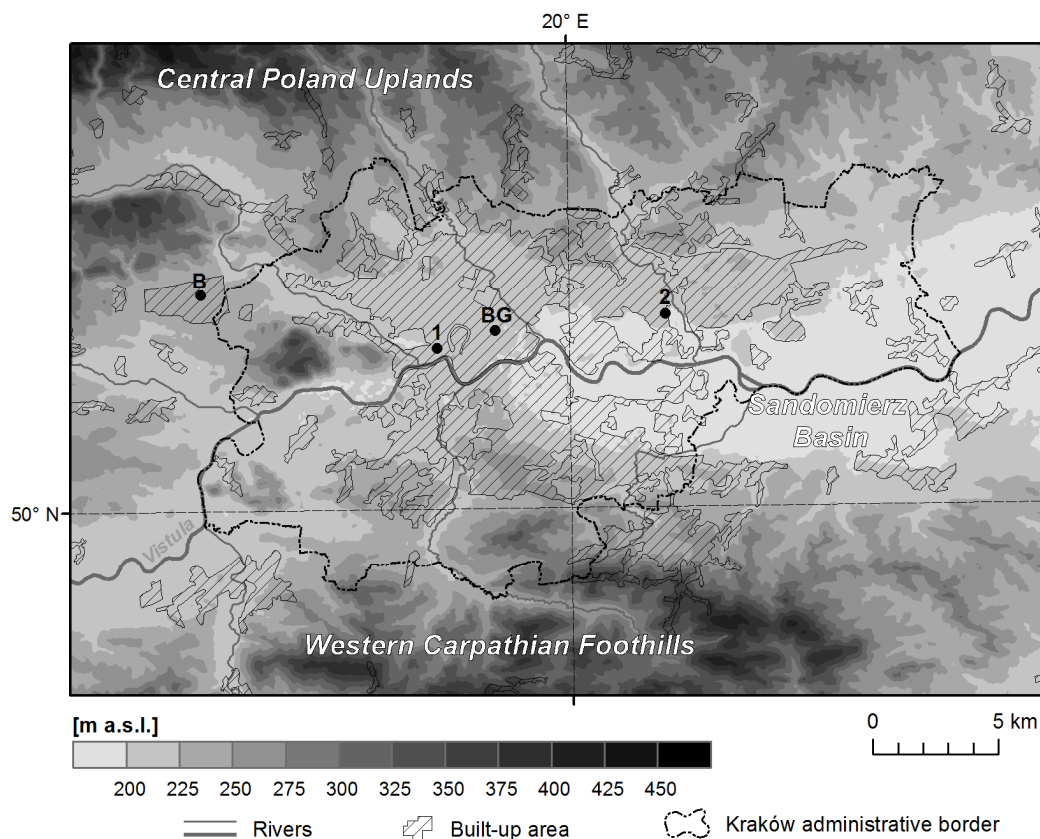 20° E
Central Poland Uplands
B
1
BG
2
Sandomierz
Basin
50° N
Vistula
Western Carpathian Foothills
[m a.s.l.]
0 5 km
200 225 250 275 300 325 350 375 400 425 450
Rivers
Built-up area
Kraków administrative border